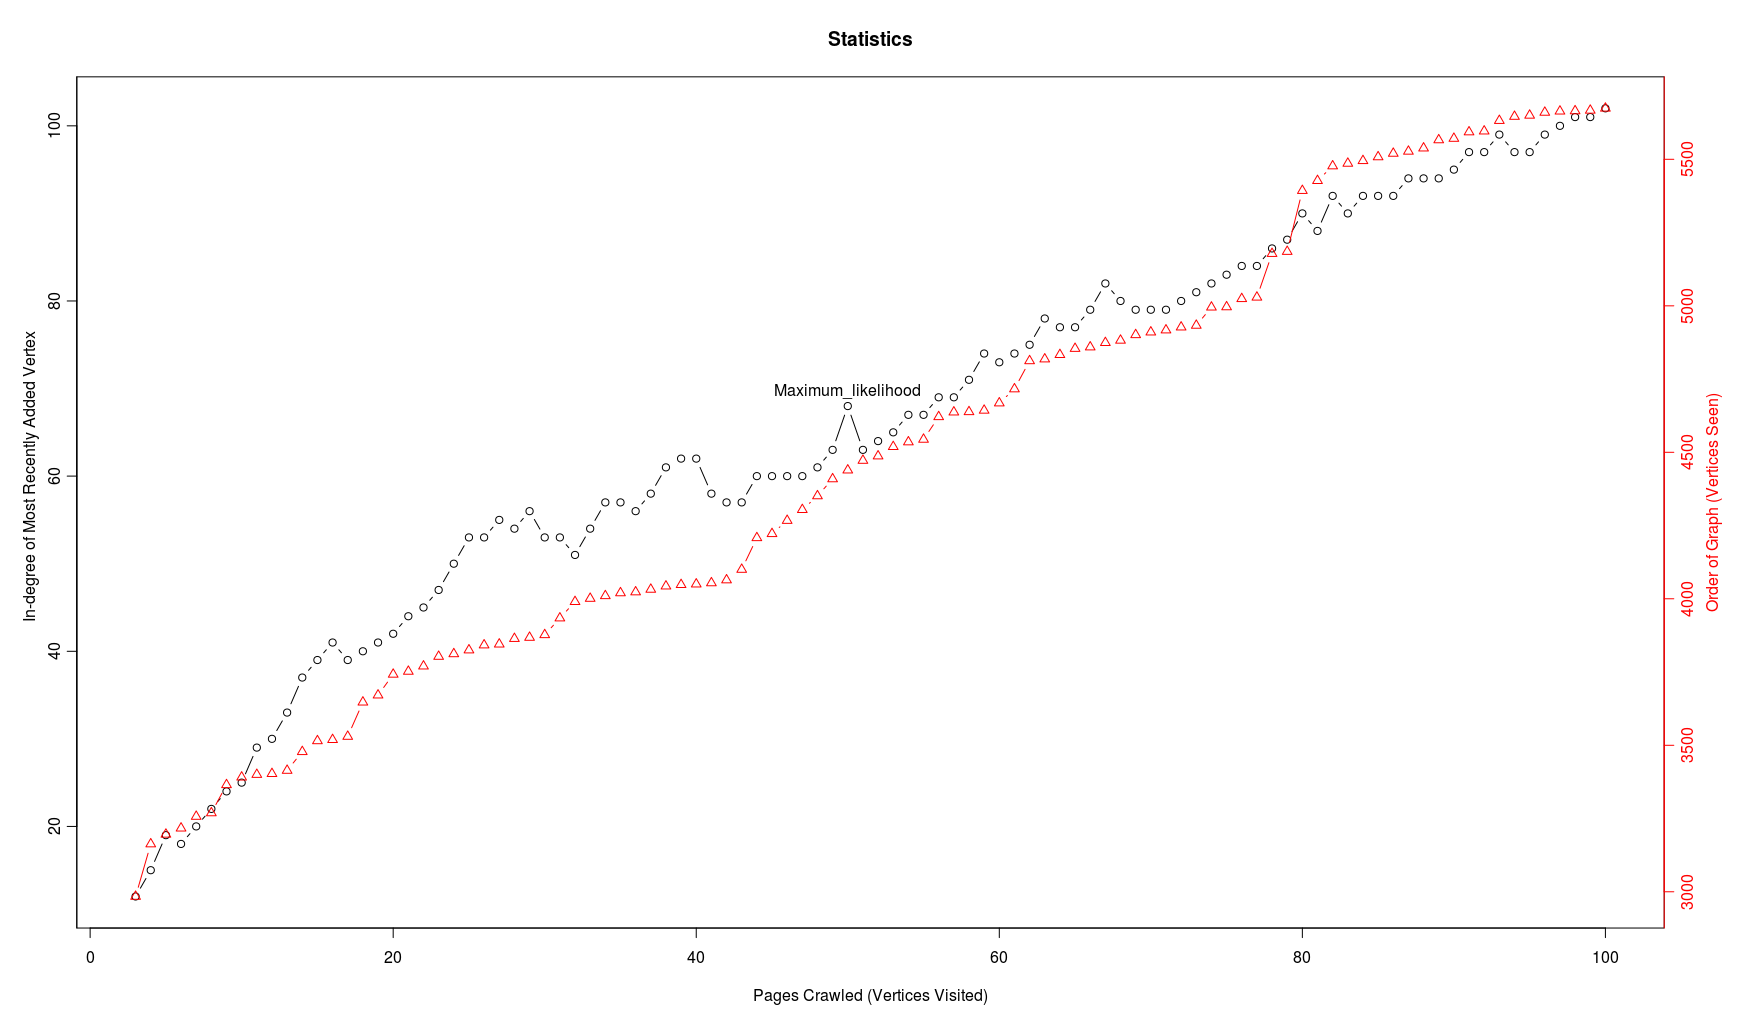 Statistics
In-degree of Most Recently Added Vertex
100
80
60
40
20
Maximum_likelihood
5500
5000
4500
4000
3500
3000
Order of Graph (Vertices Seen)
0 20 40 60 80 100
Pages Crawled (Vertices Visited)